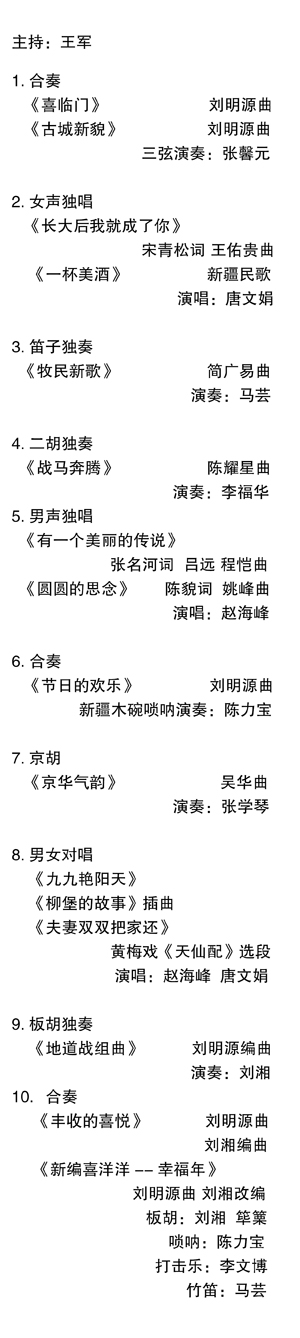 主持：王军
1. 合奏
《喜临门》 刘明源曲
《古城新貌》 刘明源曲
三弦演奏：张馨元
2. 女声独唱
《长大后我就成了你》
宋青松词 王佑贵曲
《一杯美酒》 新疆民歌
演唱：唐文娟
3. 笛子独奏
《牧民新歌》 简广易曲
演奏：马芸
4. 二胡独奏
《战马奔腾》 陈耀星曲
演奏：李福华
5. 男声独唱
《有一个美丽的传说》
张名河词 吕远 程恺曲
《圆圆的思念》 陈貌词 姚峰曲
演唱：赵海峰
6. 合奏
《节日的欢乐》 刘明源曲
新疆木碗唢呐演奏：陈力宝
7. 京胡
《京华气韵》 吴华曲
演奏：张学琴
8. 男女对唱
《九九艳阳天》
《柳堡的故事》插曲
《夫妻双双把家还》
黄梅戏《天仙配》选段
演唱：赵海峰 唐文娟
9. 板胡独奏
《地道战组曲》 刘明源编曲
演奏：刘湘
10. 合奏
《丰收的喜悦》 刘明源曲
刘湘编曲
《新编喜洋洋 -- 幸福年》
刘明源曲 刘湘改编
板胡：刘湘 筚篥
唢呐：陈力宝
打击乐：李文博
竹笛：马芸